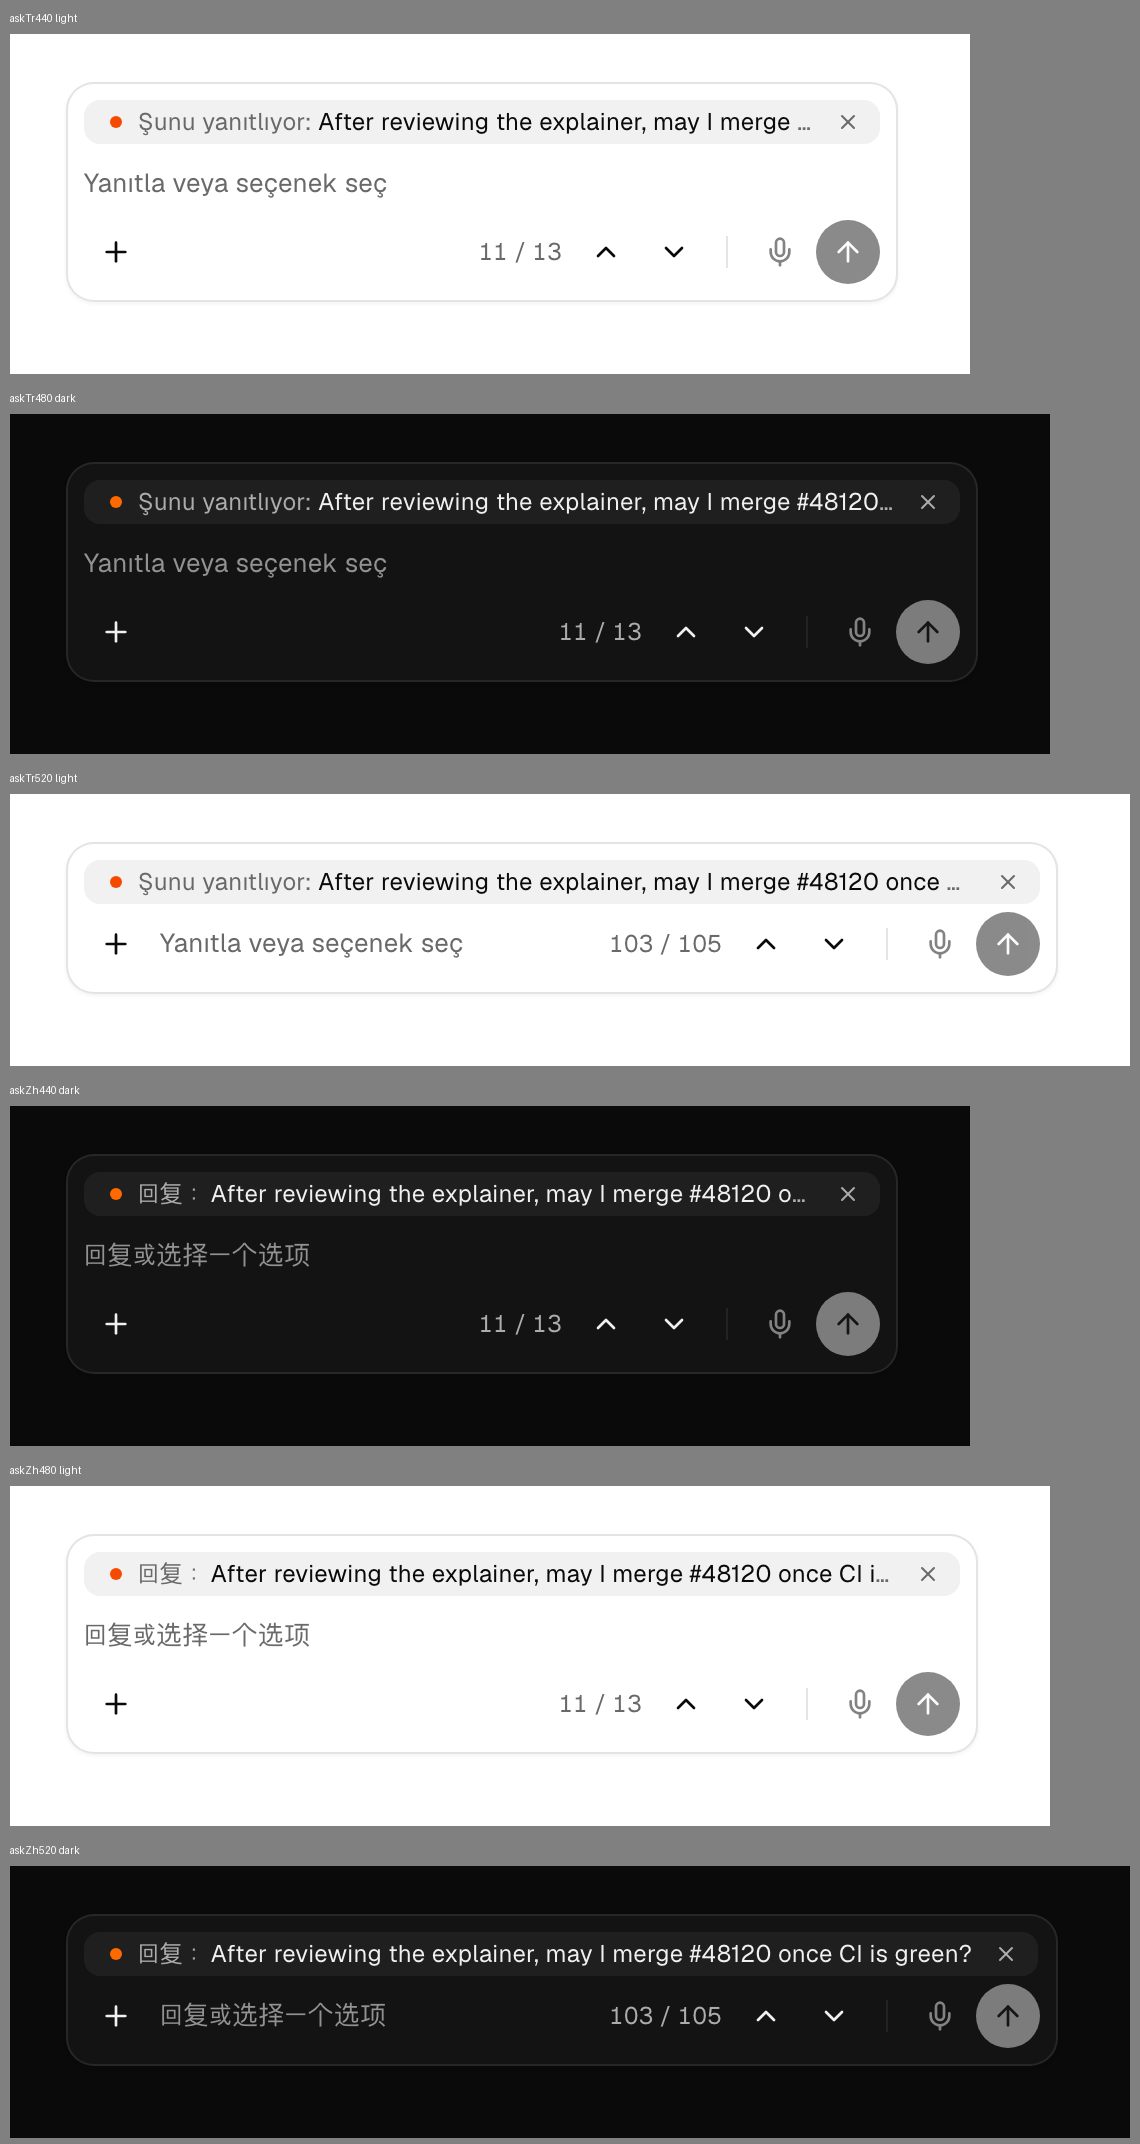 askTr440 light
Şunu yanıtlıyor: After reviewing the explainer, may I merge ...
Yanıtla veya seçenek seç
11 / 13
askTr480 dark
Şunu yanıtlıyor: After reviewing the explainer, may I merge #48120...
Yanıtla veya seçenek seç
11 / 13
askTr520 light
Şunu yanıtlıyor: After reviewing the explainer, may I merge #48120 once ...
Yanıtla veya seçenek seç 103 / 105
askZh440 dark
回复： After reviewing the explainer, may I merge #48120 o...
回复或选择一个选项
11 / 13
askZh480 light
回复： After reviewing the explainer, may I merge #48120 once CI i...
回复或选择一个选项
11 / 13
askZh520 dark
回复： After reviewing the explainer, may I merge #48120 once CI is green?
回复或选择一个选项 103 / 105